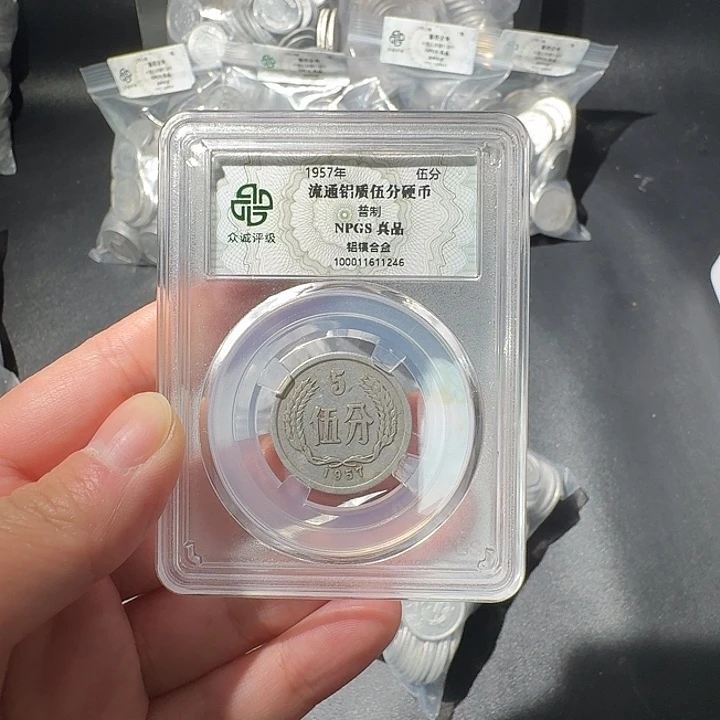 1957年 伍分
流通铝质伍分硬币
普制
NPGS 真品
铝镁合金
100011611246
众诚评级
5
伍分
1957